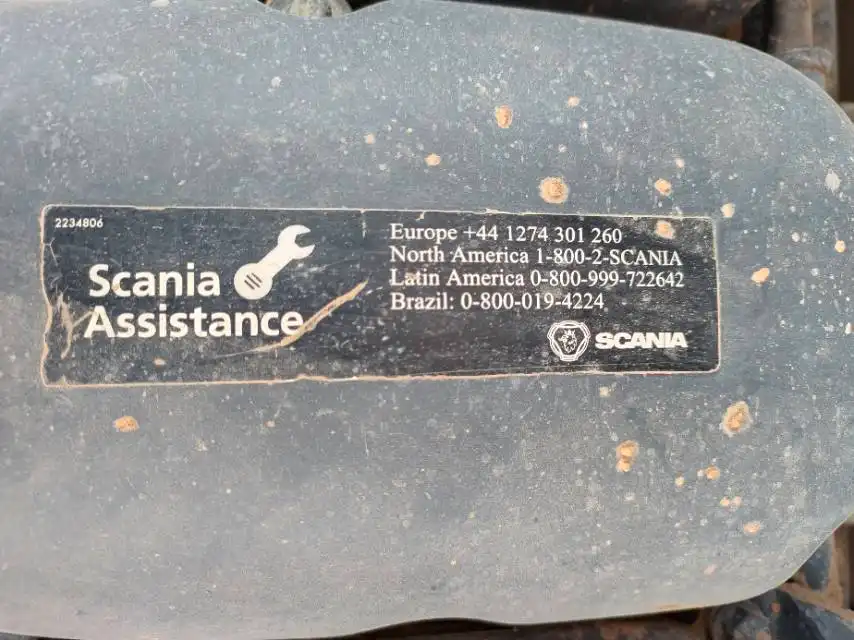 2234806
Scania
Assistance
Europe +44 1274 301 260
North America 1-800-2-SCANIA
Latin America 0-800-999-722642
Brazil: 0-800-019-4224
SCANIA